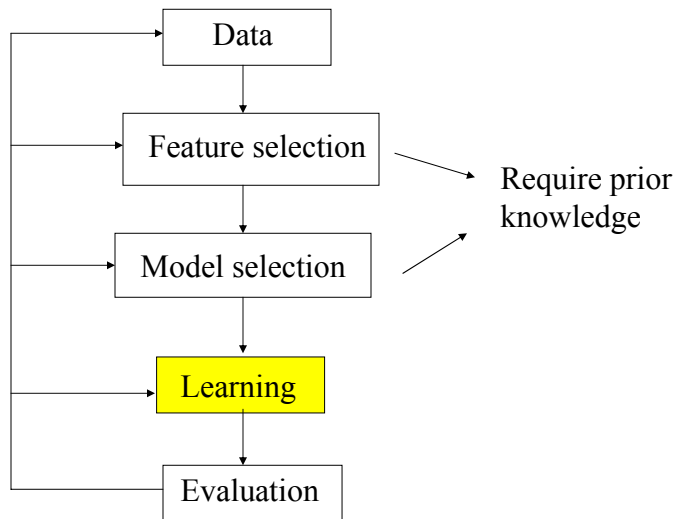 Data
Feature selection
Require prior
knowledge
Model selection
Learning
Evaluation